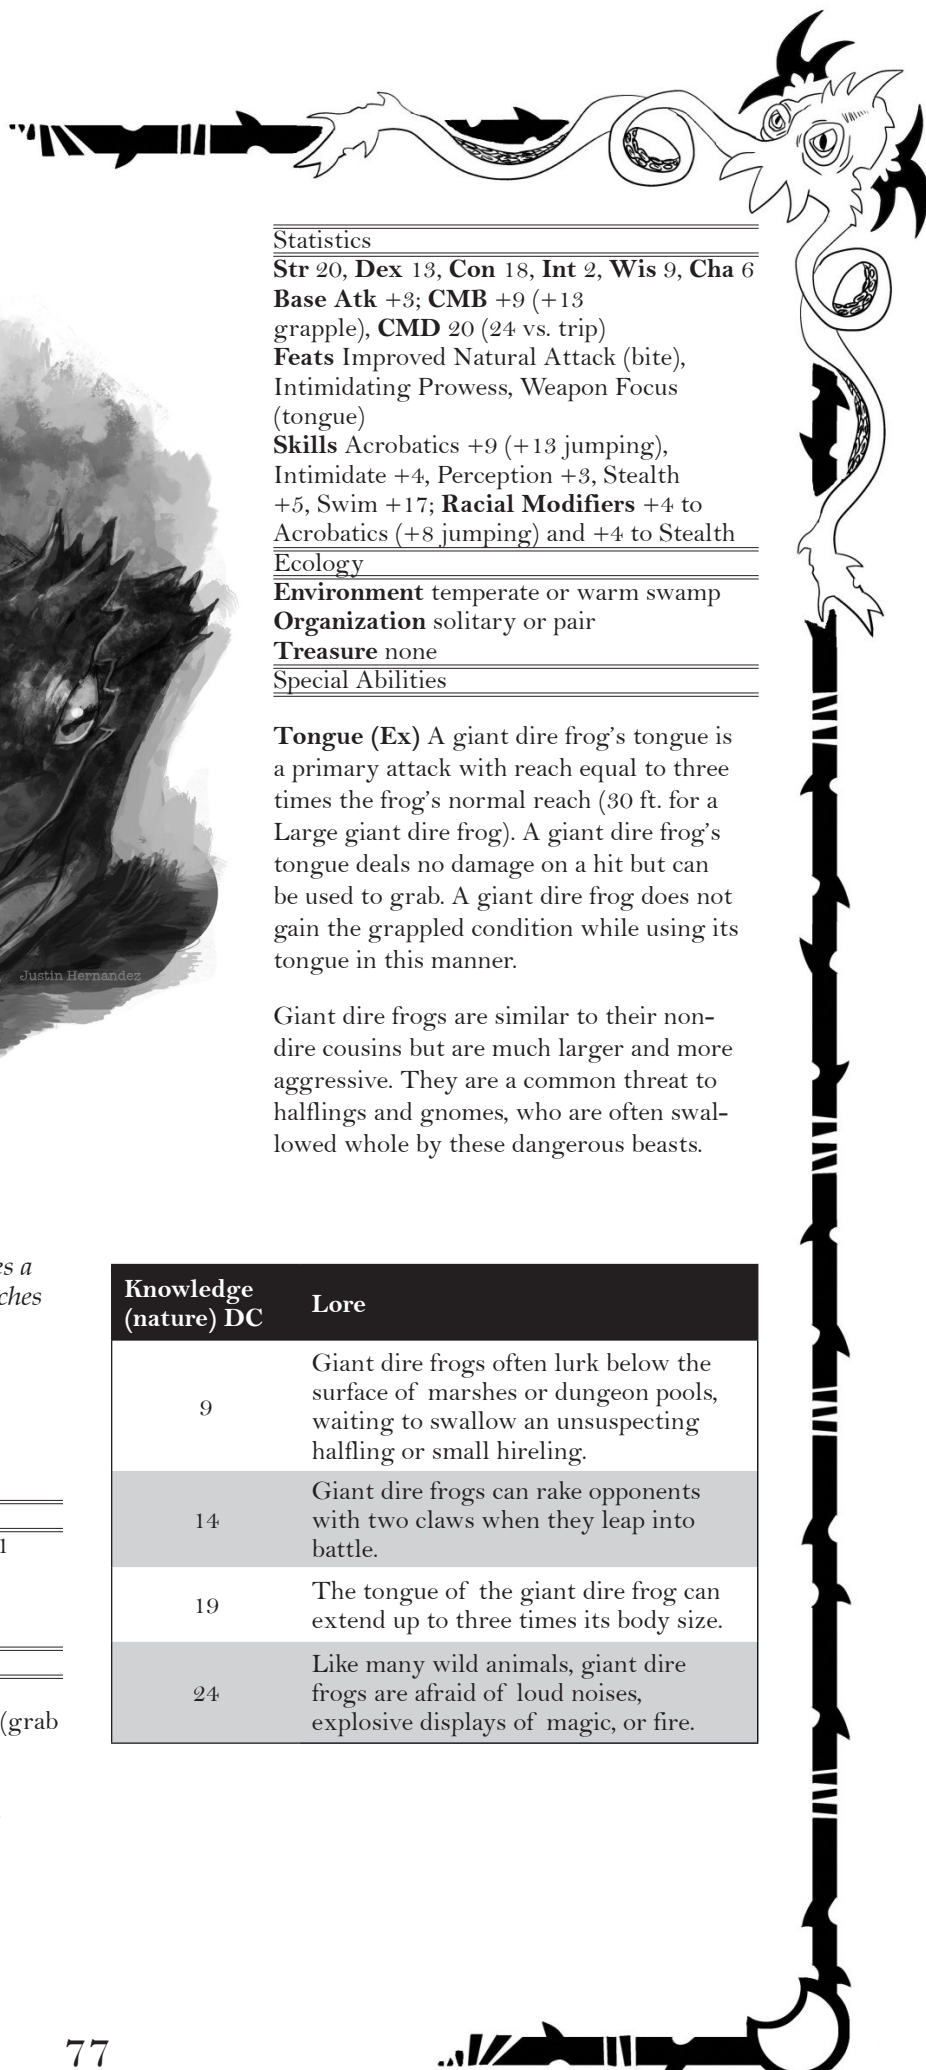 Statistics
Str 20, Dex 13, Con 18, Int 2, Wis 9, Cha 6
Base Atk +3; CMB +9 (+13
grapple), CMD 20 (24 vs. trip)
Feats Improved Natural Attack (bite),
Intimidating Prowess, Weapon Focus
(tongue)
Skills Acrobatics +9 (+13 jumping),
Intimidate +4, Perception +3, Stealth
+5, Swim +17; Racial Modifiers +4 to
Acrobatics (+8 jumping) and +4 to Stealth
Ecology
Environment temperate or warm swamp
Organization solitary or pair
Treasure none
Special Abilities
Tongue (Ex) A giant dire frog’s tongue is
a primary attack with reach equal to three
times the frog’s normal reach (30 ft. for a
Large giant dire frog). A giant dire frog’s
tongue deals no damage on a hit but can
be used to grab. A giant dire frog does not
gain the grappled condition while using its
tongue in this manner.
Giant dire frogs are similar to their non-
dire cousins but are much larger and more
aggressive. They are a common threat to
halflings and gnomes, who are often swal-
lowed whole by these dangerous beasts.
Justin Hernandez
a
Knowledge
(nature) DC
Lore
9
Giant dire frogs often lurk below the
surface of marshes or dungeon pools,
waiting to swallow an unsuspecting
halfling or small hireling.
14
Giant dire frogs can rake opponents
with two claws when they leap into
battle.
19
The tongue of the giant dire frog can
extend up to three times its body size.
24
Like many wild animals, giant dire
frogs are afraid of loud noises,
explosive displays of magic, or fire.
(grab
77